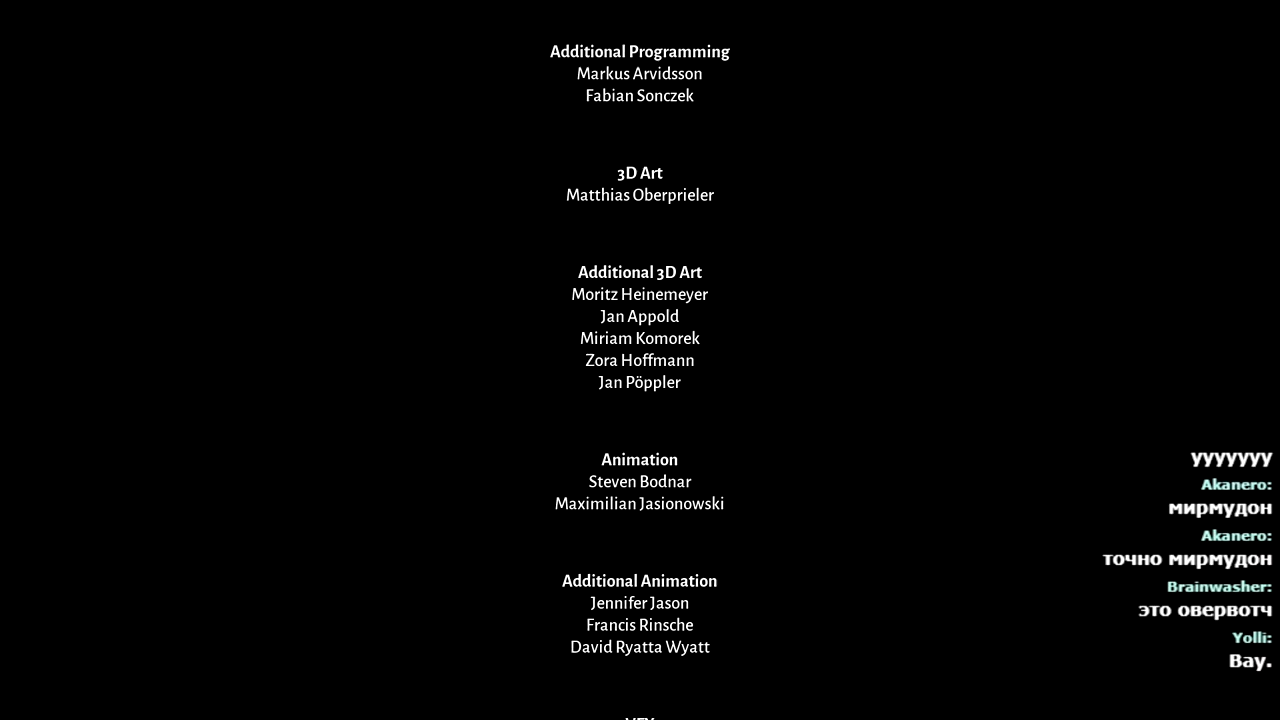 Additional Programming
Markus Arvidsson
Fabian Sonczek
3D Art
Matthias Oberprieler
Additional 3D Art
Moritz Heinemeyer
Jan Appold
Miriam Komorek
Zora Hoffmann
Jan Pöppler
Animation
Steven Bodnar
Maximilian Jasionowski
Additional Animation
Jennifer Jason
Francis Rinsche
David Ryatta Wyatt
ууууууу
Akanero:
мирмудон
Akanero:
точно мирмудон
Brainwasher:
это овервотч
Yolli:
Вау.